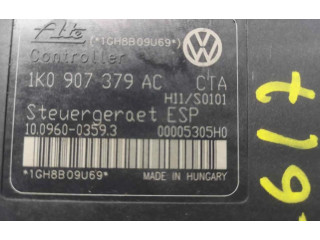 Ate (*1GH8B09U69*)
Controller
1K0 907 379 AC CTA
H11/S0101
Steuergeraet ESP
10.0960-0359.3 00005305H0
*1GH8B09U69* MADE IN HUNGARY